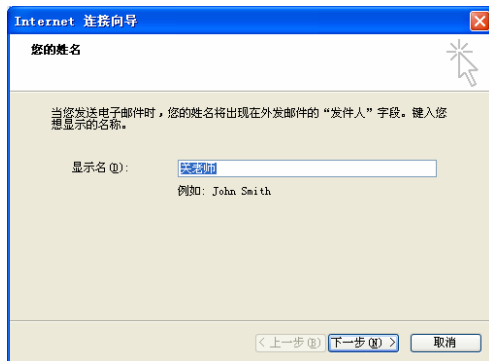 Internet 连接向导
您的姓名
当您发送电子邮件时，您的姓名将出现在外发邮件的“发件人”字段。键入您
想显示的名称。
显示名(D)：
关老师
例如：John Smith
< 上一步(B) 下一步(N) > 取消